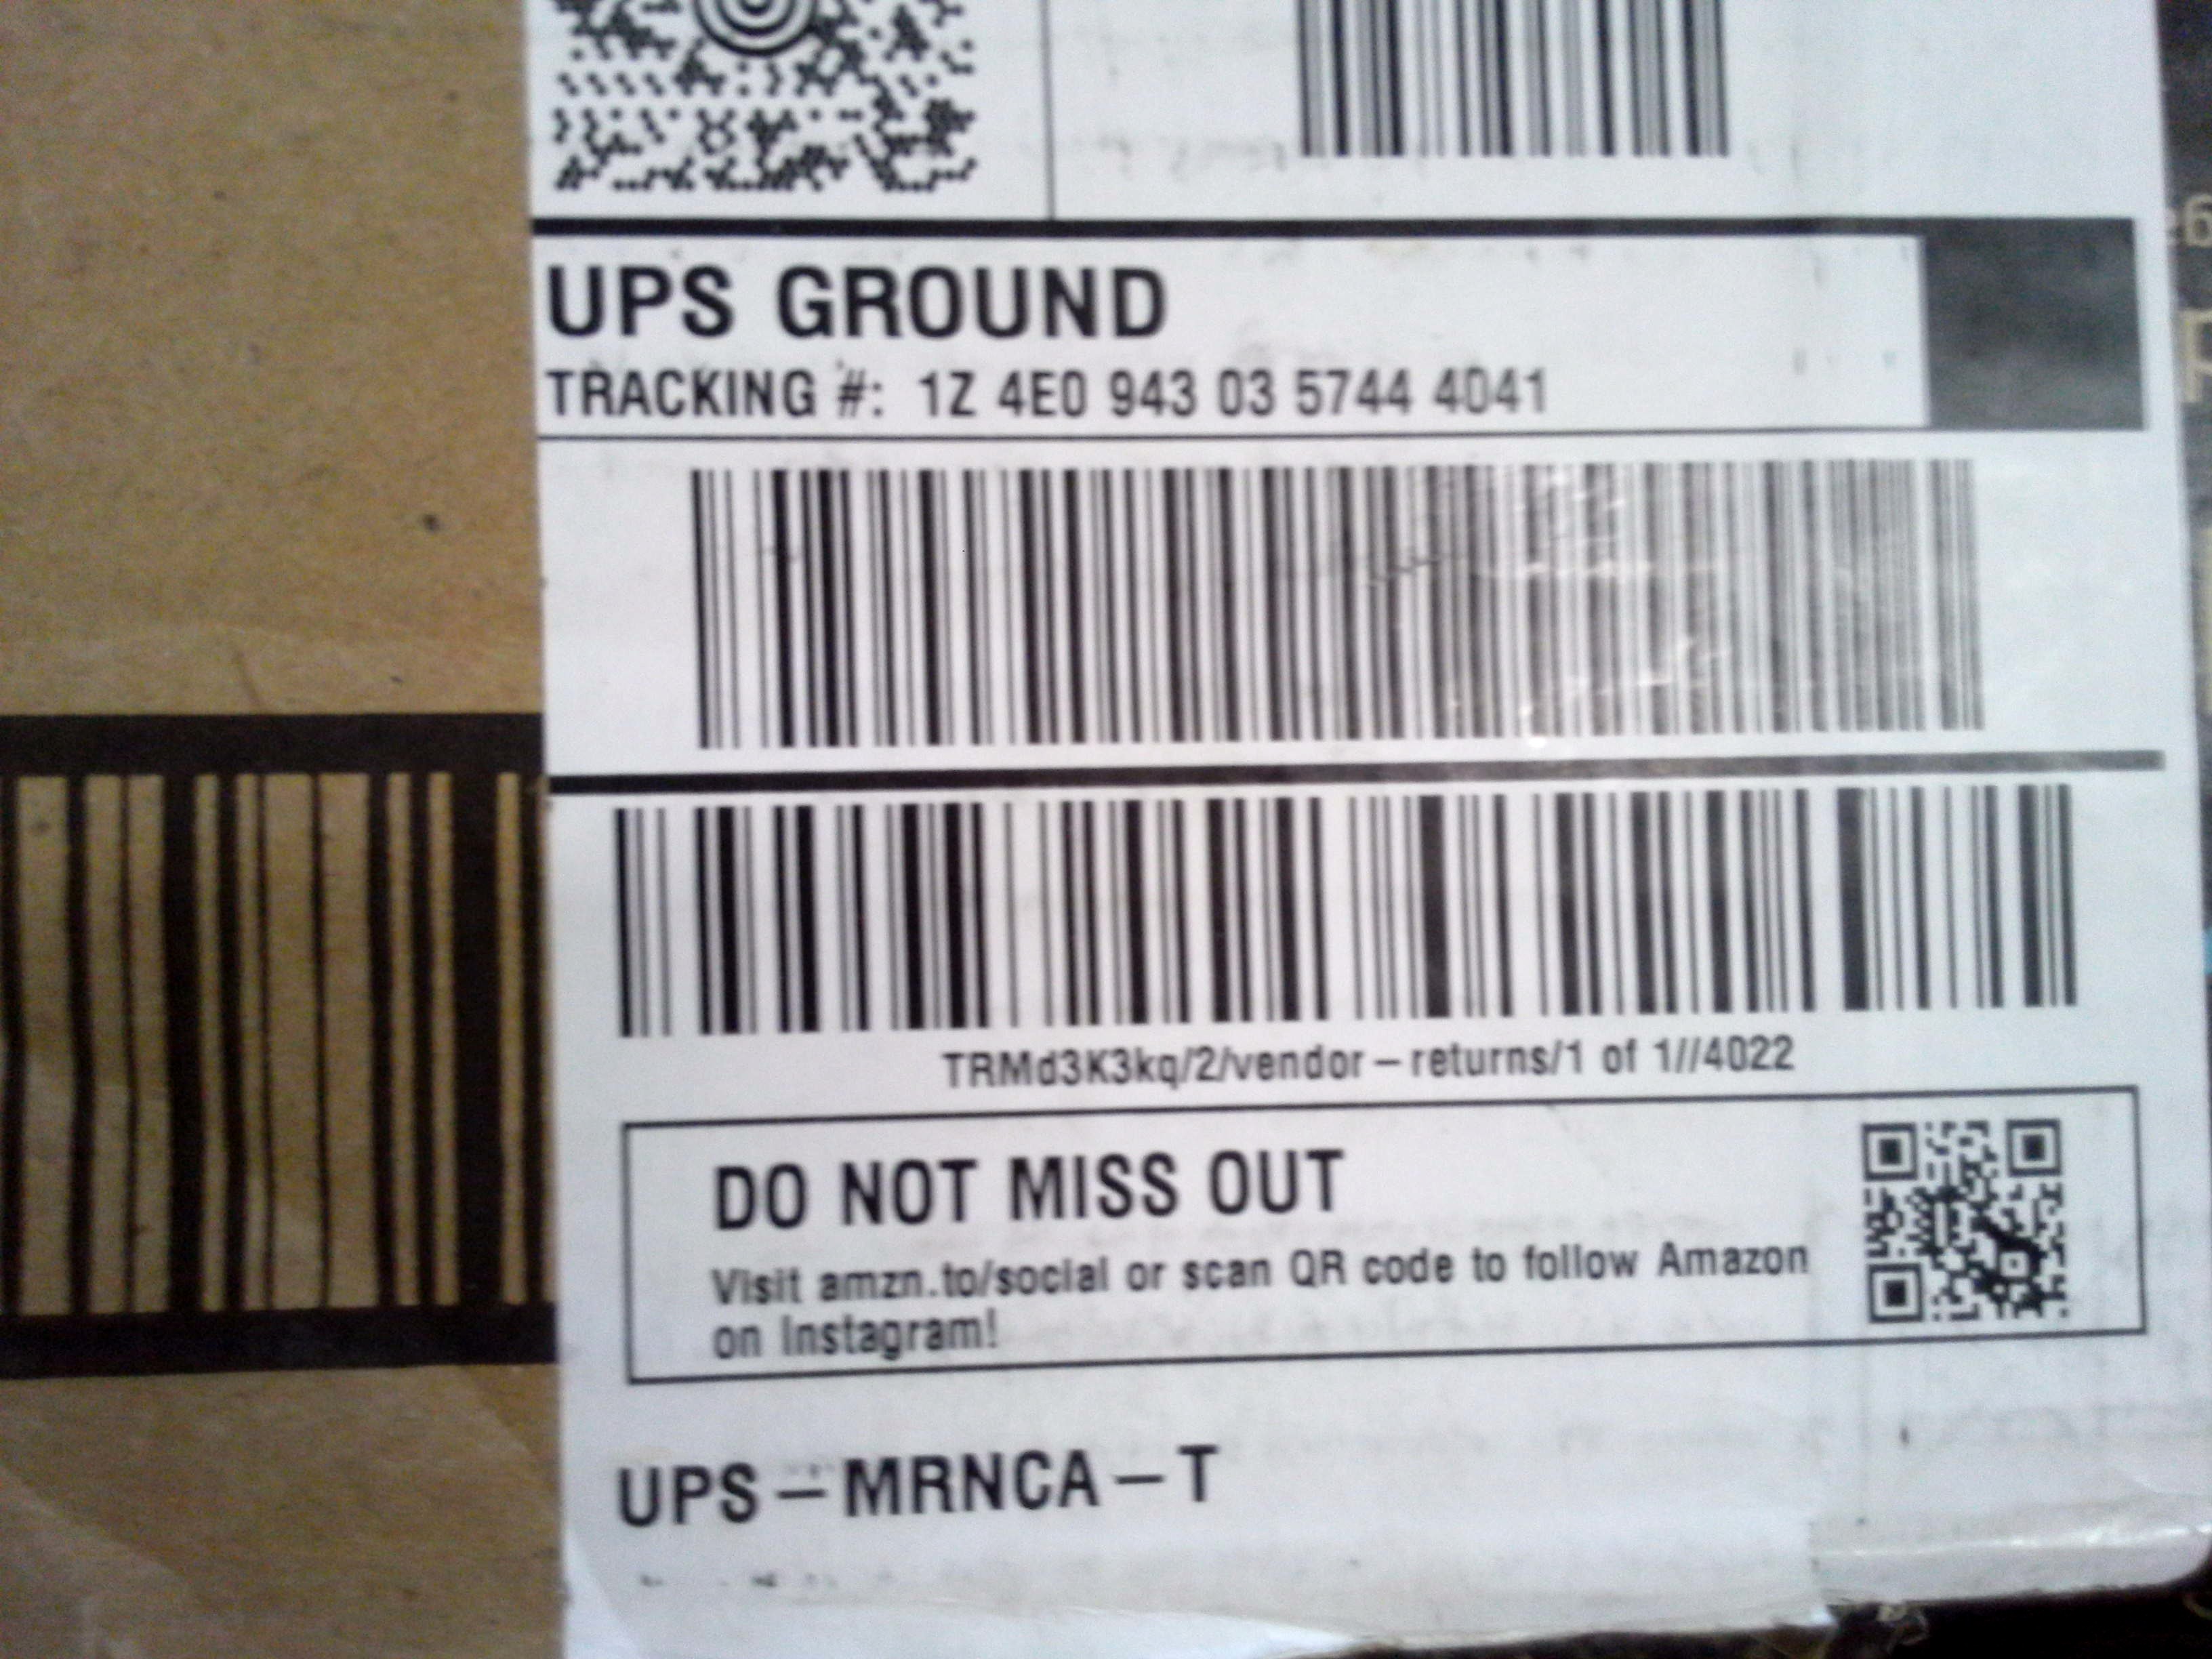 UPS GROUND
TRACKING #: 1Z 4E0 943 03 5744 4041
TRMd3K3kq/2/vendor-returns/1 of 1//4022
DO NOT MISS OUT
Visit amzn.to/social or scan QR code to follow Amazon
on Instagram!
UPS-MRNCA-T